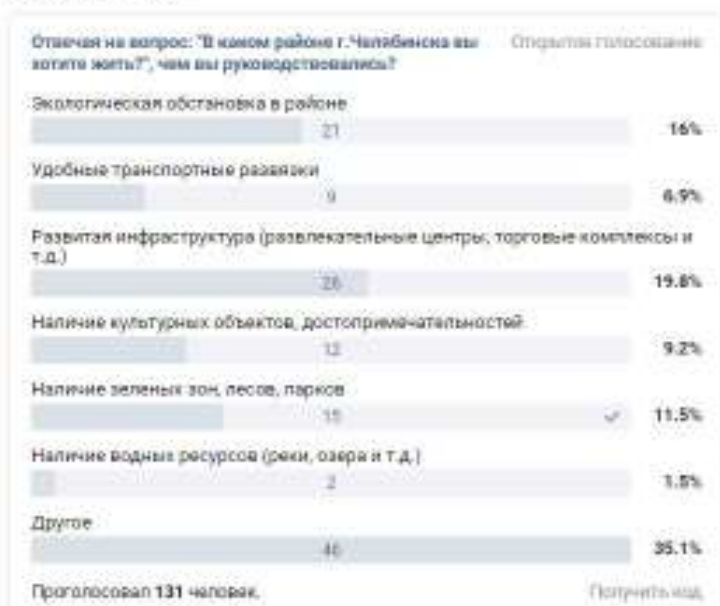 Отвечая на вопрос: "В каком районе г.Челябинска вы
Открытое голосование
хотите жить?", чем вы руководствовались?
Экологическая обстановка в районе
21
16%
Удобные транспортные развязки
9
6.9%
Развитая инфраструктура (развлекательные центры, торговые комплексы и
т.д.)
26
19.8%
Наличие культурных объектов, достопримечательностей
12
9.2%
Наличие зеленых зон, лесов, парков
15
11.5%
Наличие водных ресурсов (реки, озера и т.д.)
2
1.5%
Другое
46
35.1%
Проголосовал 131 человек.
Получить код